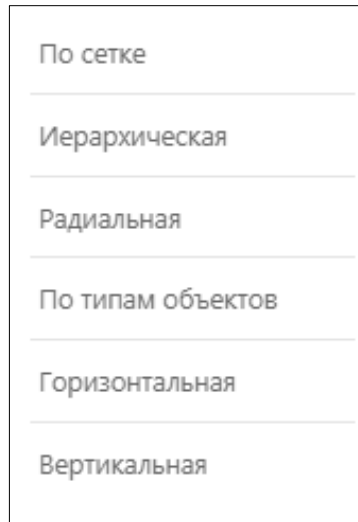 По сетке
Иерархическая
Радиальная
По типам объектов
Горизонтальная
Вертикальная